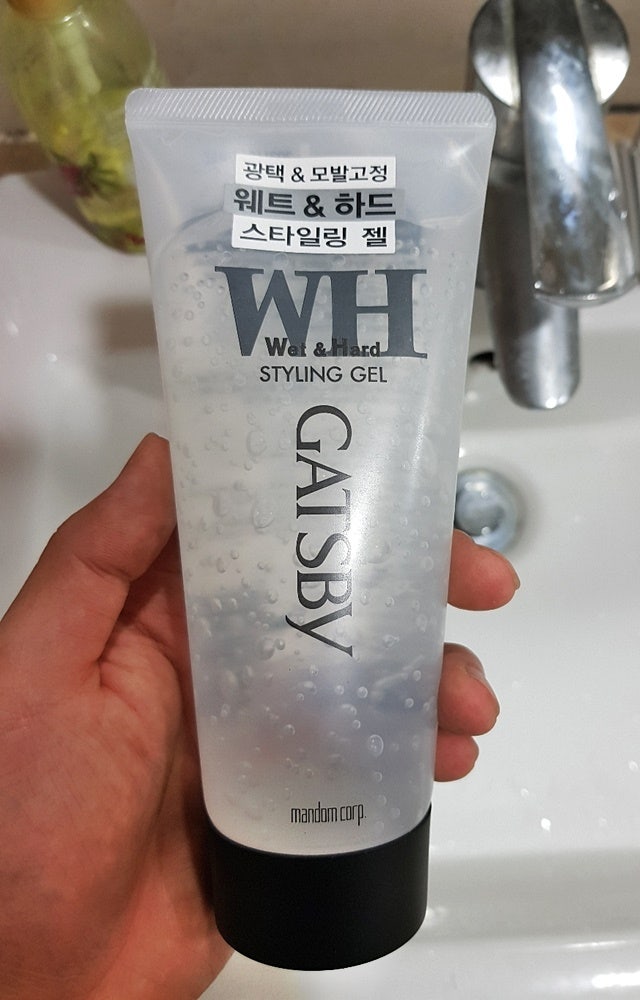 광택 & 모발고정
웨트 & 하드
스타일링 젤
WH
Wet & Hard
STYLING GEL
GATSBY
mandom corp.